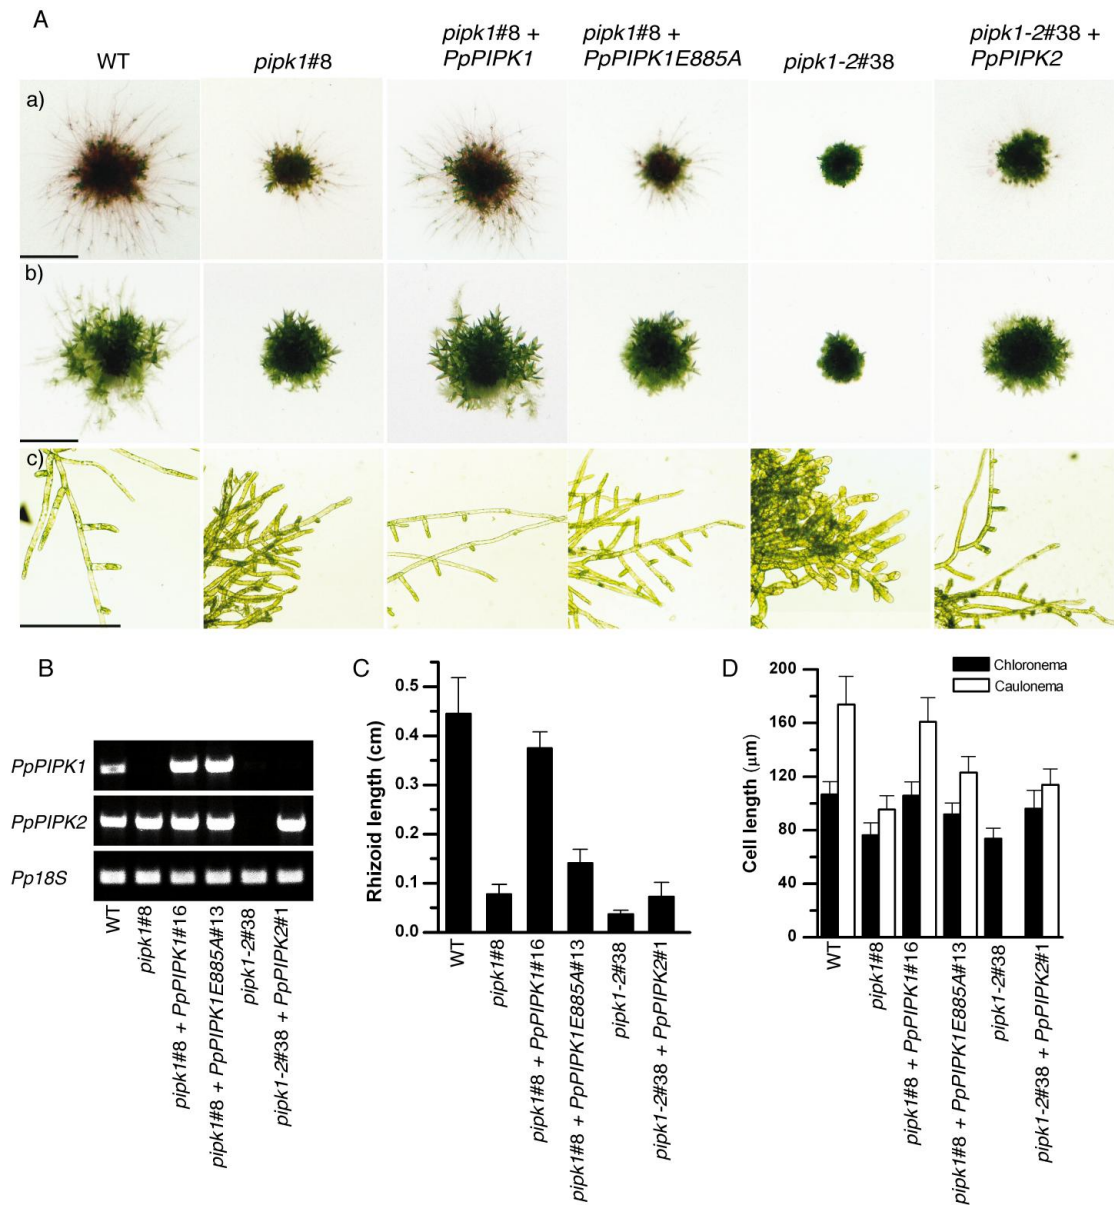 A
WT
pipk1#8
pipk1#8 +
PpPIPK1
pipk1#8 +
PpPIPK1E885A
pipk1-2#38
pipk1-2#38 +
PpPIPK2
a)
b)
c)
B
PpPIPK1
PpPIPK2
Pp18S
WT
pipk1#8
pipk1#8 + PpPIPK1#16
pipk1#8 + PpPIPK1E885A#13
pipk1-2#38
pipk1-2#38 + PpPIPK2#1
C
Rhizoid length (cm)
0.5
0.4
0.3
0.2
0.1
0.0
WT
pipk1#8
pipk1#8 + PpPIPK1#16
pipk1#8 + PpPIPK1E885A#13
pipk1-2#38
pipk1-2#38 + PpPIPK2#1
D
Chloronema
Caulonema
Cell length (μm)
200
160
120
80
40
0
WT
pipk1#8
pipk1#8 + PpPIPK1#16
pipk1#8 + PpPIPK1E885A#13
pipk1-2#38
pipk1-2#38 + PpPIPK2#1